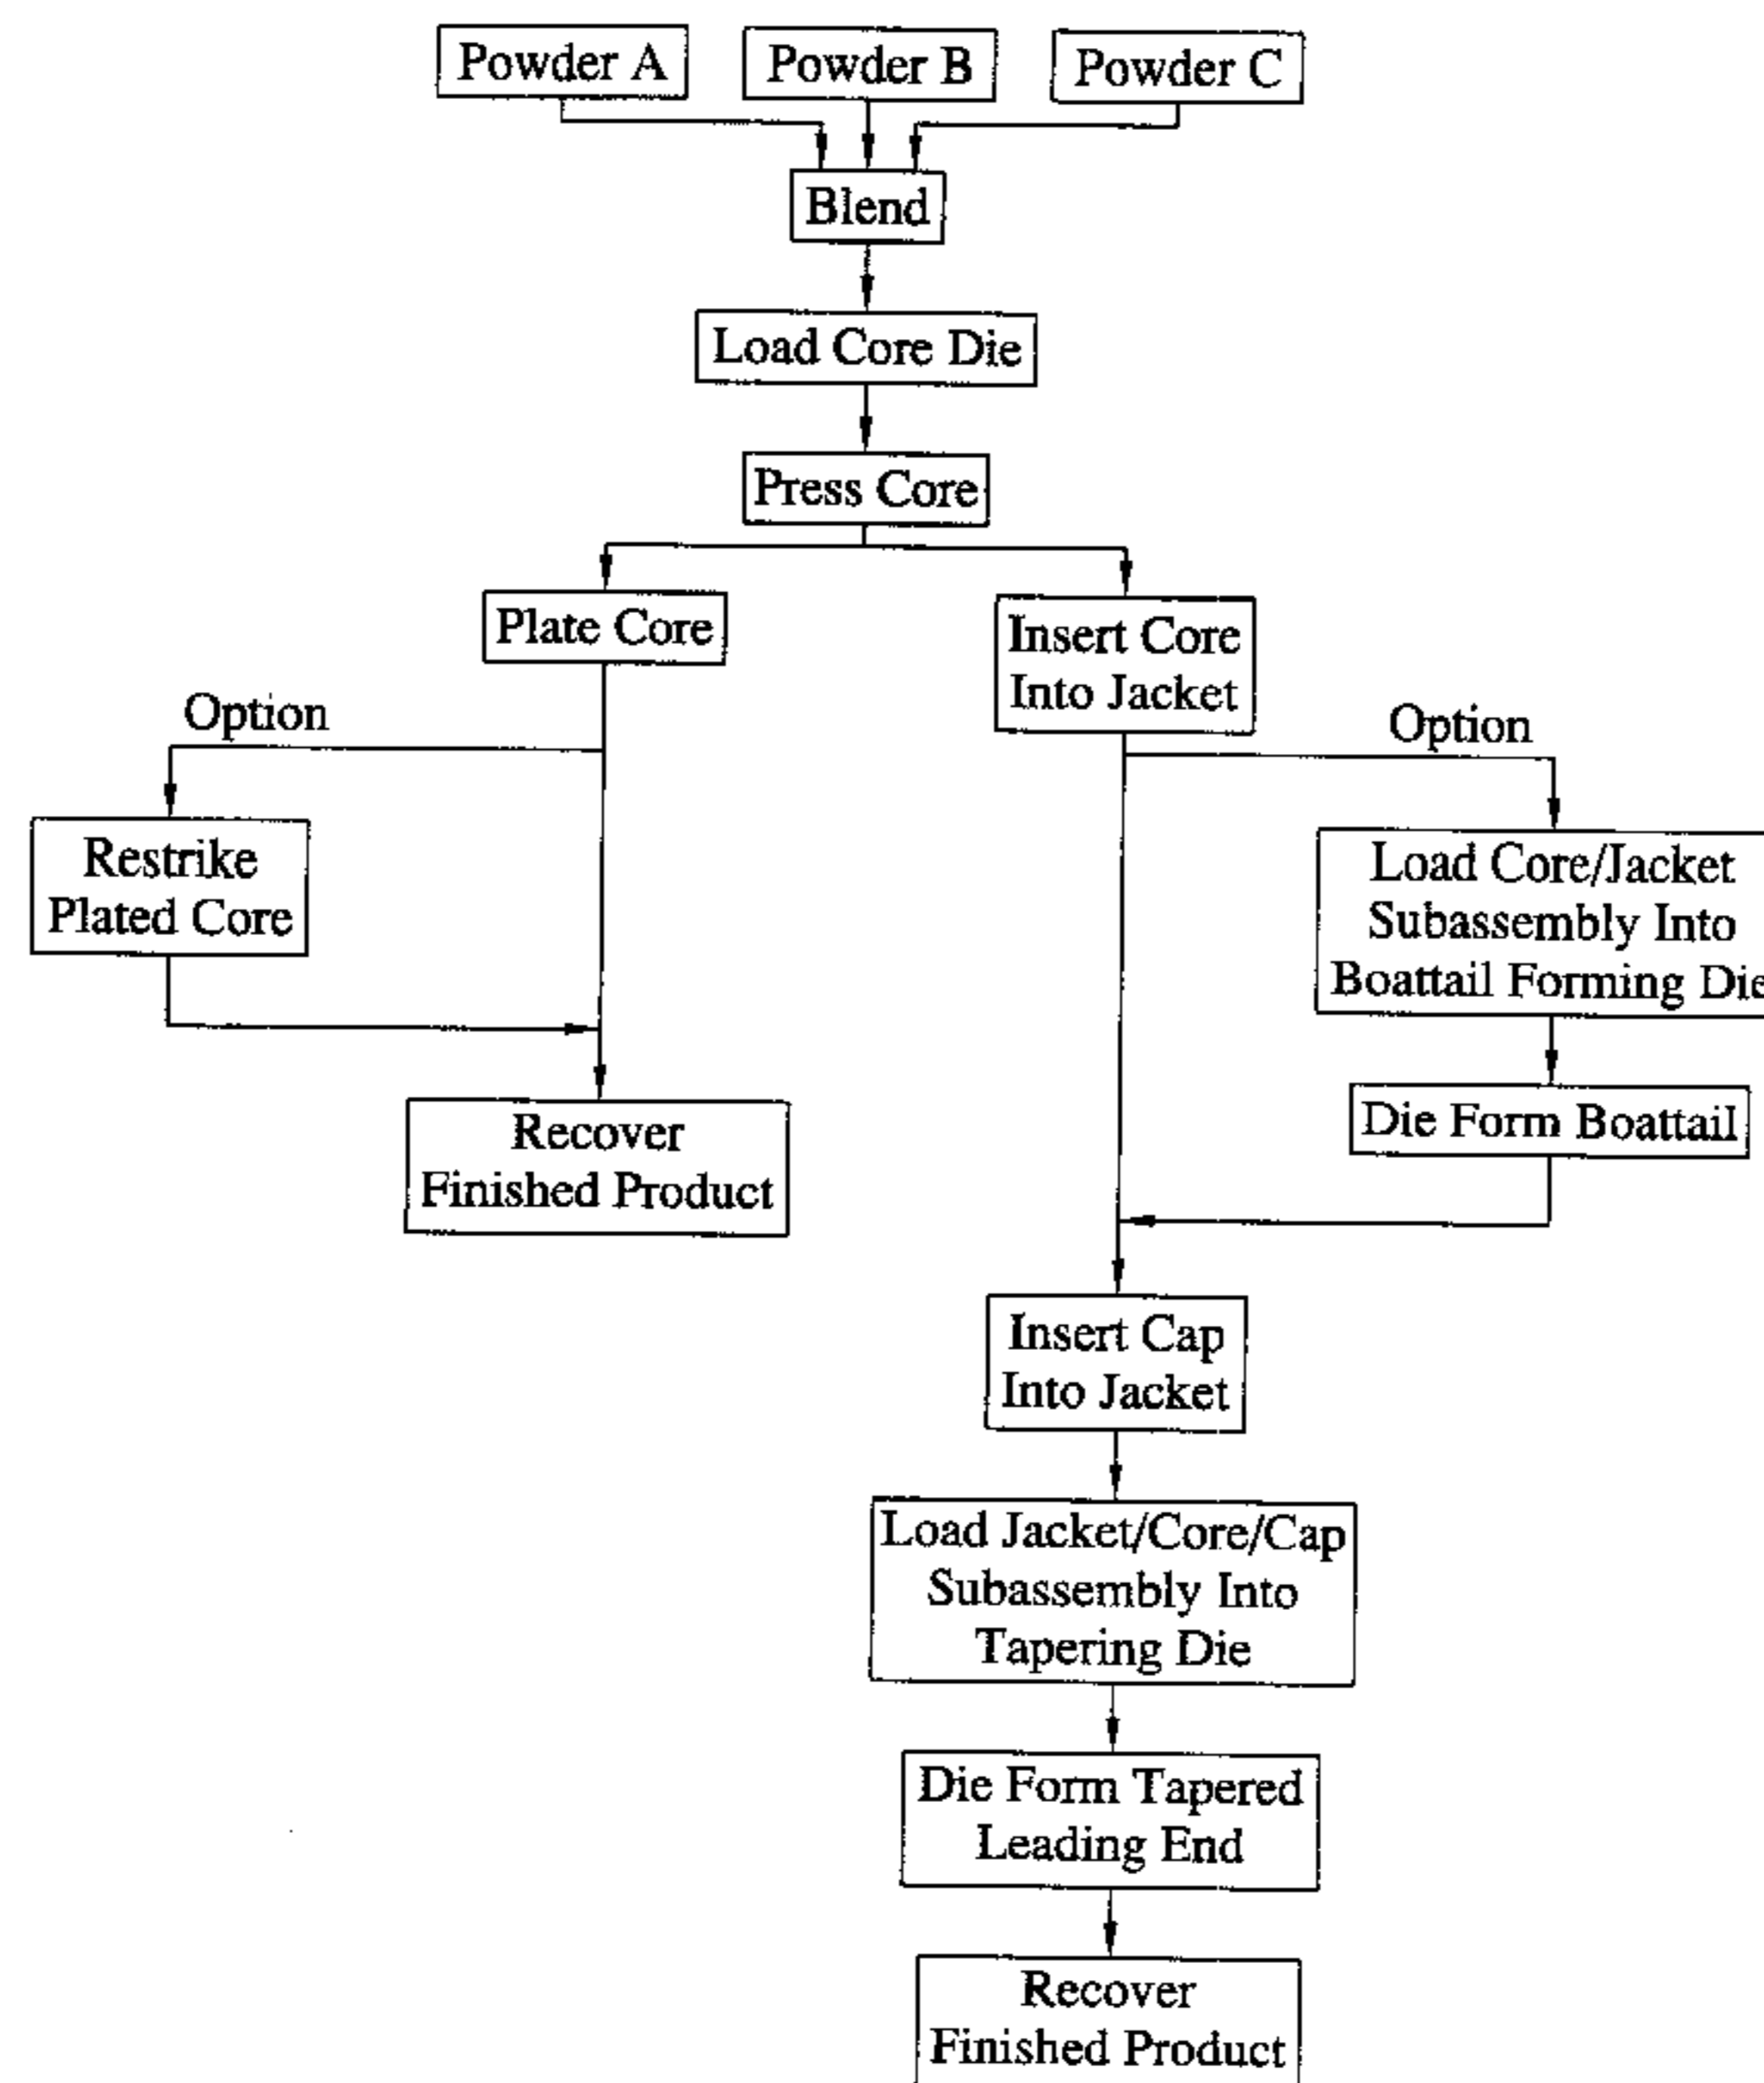 Powder A
Powder B
Powder C
Blend
Load Core Die
Press Core
Plate Core
Insert Core
Into Jacket
Option
Option
Restrike
Plated Core
Load Core/Jacket
Subassembly Into
Boattail Forming Die
Die Form Boattail
Recover
Finished Product
Insert Cap
Into Jacket
Load Jacket/Core/Cap
Subassembly Into
Tapering Die
Die Form Tapered
Leading End
Recover
Finished Product